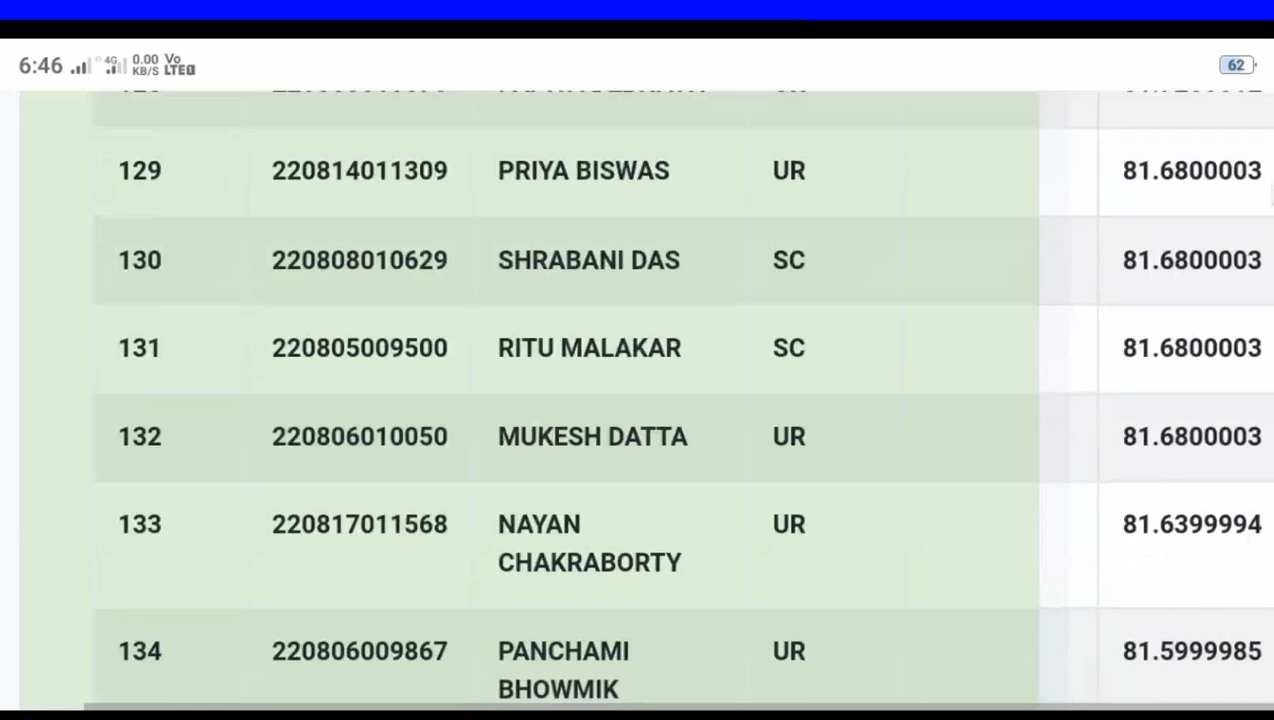 6:46 4G 0.00 KB/S Vo LTE 62
129 220814011309 PRIYA BISWAS UR 81.6800003
130 220808010629 SHRABANI DAS SC 81.6800003
131 220805009500 RITU MALAKAR SC 81.6800003
132 220806010050 MUKESH DATTA UR 81.6800003
133 220817011568 NAYAN UR 81.6399994
CHAKRABORTY
134 220806009867 PANCHAMI UR 81.5999985
BHOWMIK